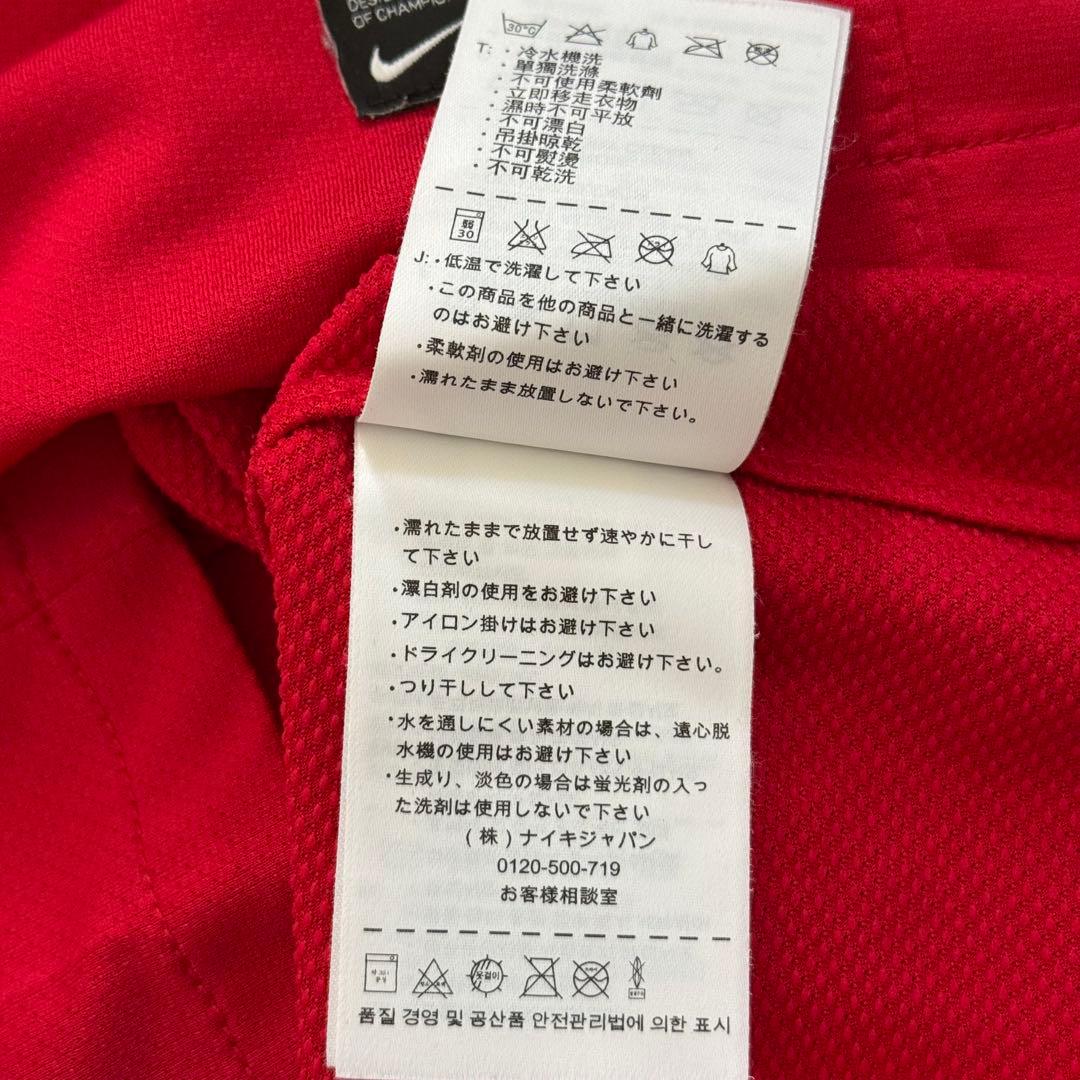 OF CHAMPIO
30°C
T: ・冷水機洗
・單獨洗滌
・不可使用柔軟劑
・立即移走衣物
・濕時不可平放
・不可漂白
・吊掛晾乾
・不可熨燙
・不可乾洗
弱
30
J:・低温で洗濯して下さい
・この商品を他の商品と一緒に洗濯する
のはお避け下さい
・柔軟剤の使用はお避け下さい
・濡れたまま放置しないで下さい。
・濡れたままで放置せず速やかに干し
て下さい
・漂白剤の使用をお避け下さい
・アイロン掛けはお避け下さい
・ドライクリーニングはお避け下さい。
・つり干しして下さい
・水を通しにくい素材の場合は、遠心脱
水機の使用はお避け下さい
・生成り、淡色の場合は蛍光剤の入っ
た洗剤は使用しないで下さい
(株)ナイキジャパン
0120-500-719
お客様相談室
옷걸이
품질 경영 및 공산품 안전관리법에 의한 표시